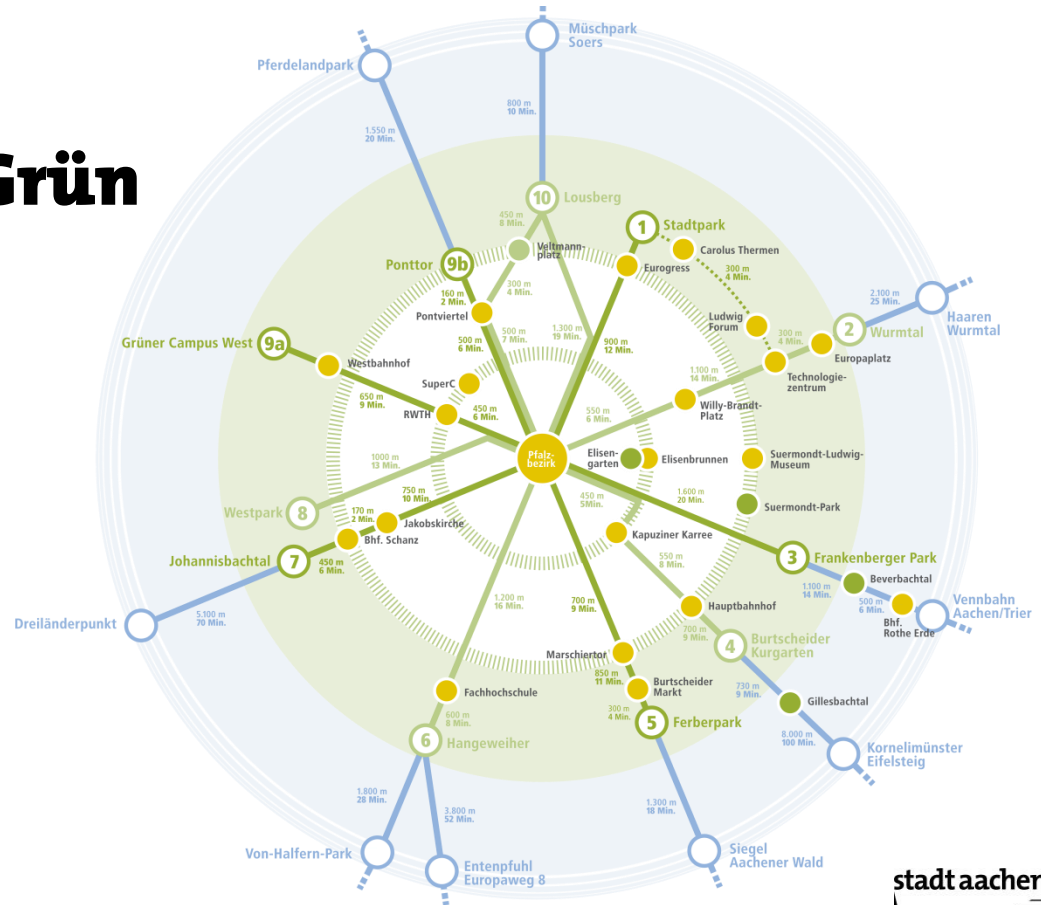 Grün
Müschpark
Soers
Pferdelandpark
800 m
10 Min.
1.550 m
20 Min.
10
Lousberg
450 m
8 Min.
1
Stadtpark
Veltmann-
platz
Carolus Thermen
Ponttor
9b
Eurogress
300 m
4 Min.
300 m
4 Min.
160 m
2 Min.
2.100 m
25 Min.
Haaren
Wurmtal
Pontviertel
Ludwig
Forum
500 m
7 Min.
1.300 m
19 Min.
300 m
4 Min.
2
Wurmtal
Grüner Campus West
9a
500 m
6 Min.
900 m
12 Min.
Europaplatz
Westbahnhof
Technologie-
zentrum
1.100 m
14 Min.
SuperC
650 m
9 Min.
Willy-Brandt-
Platz
RWTH
450 m
6 Min.
550 m
6 Min.
Pfalz-
bezirk
Elisen-
garten
Elisenbrunnen
Suermondt-Ludwig-
Museum
1000 m
13 Min.
750 m
10 Min.
450 m
5Min.
1.600 m
20 Min.
Westpark
8
170 m
2 Min.
Jakobskirche
Suermondt-Park
Bhf. Schanz
Kapuziner Karree
Johannisbachtal
7
450 m
6 Min.
550 m
8 Min.
3
Frankenberger Park
Beverbachtal
1.100 m
14 Min.
500 m
6 Min.
Vennbahn
Aachen/Trier
Bhf.
Rothe Erde
Dreiländerpunkt
5.100 m
70 Min.
1.200 m
16 Min.
700 m
9 Min.
Hauptbahnhof
700 m
9 Min.
4
Burtscheider
Kurgarten
Marschiertor
850 m
11 Min.
Burtscheider
Markt
730 m
9 Min.
Fachhochschule
Gillesbachtal
300 m
4 Min.
5
Ferberpark
600 m
8 Min.
6
Hangeweiher
8.000 m
100 Min.
Kornelimünster
Eifelsteig
1.800 m
28 Min.
3.800 m
52 Min.
1.300 m
18 Min.
Von-Halfern-Park
Siegel
Aachener Wald
Entenpfuhl
Europaweg 8
stadt aachen